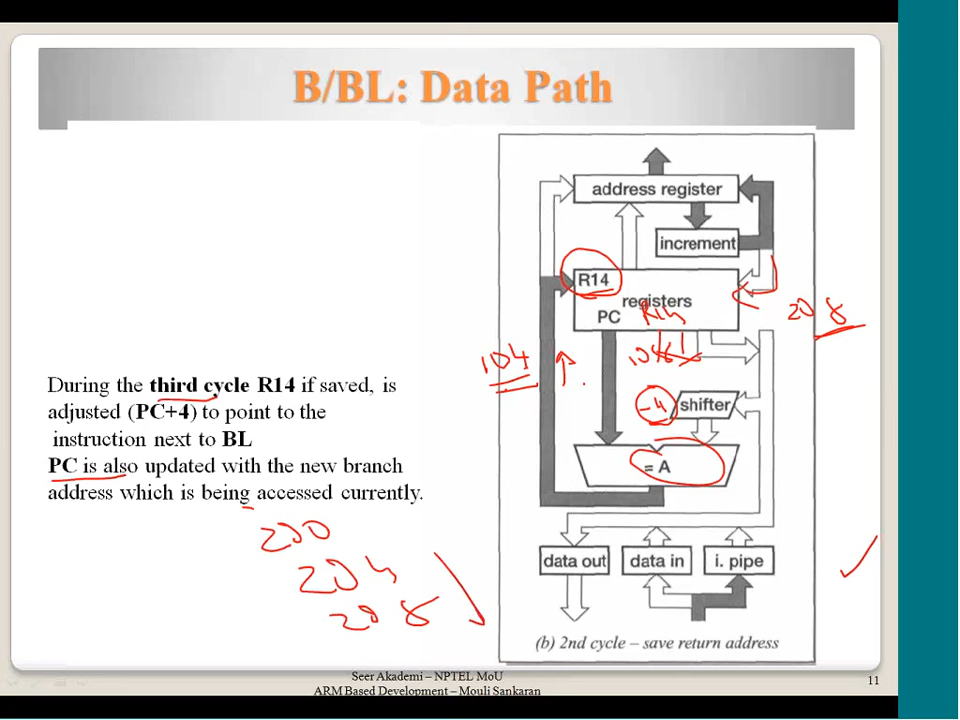 B/BL: Data Path
address register
increment
R14
registers
PC
R14
208
104
-4
shifter
= A
During the third cycle R14 if saved, is
adjusted (PC+4) to point to the
instruction next to BL
PC is also updated with the new branch
address which is being accessed currently.
200
204
208
data out
data in
i. pipe
(b) 2nd cycle – save return address
Seer Akademi – NPTEL MoU
ARM Based Development – Mouli Sankaran
11